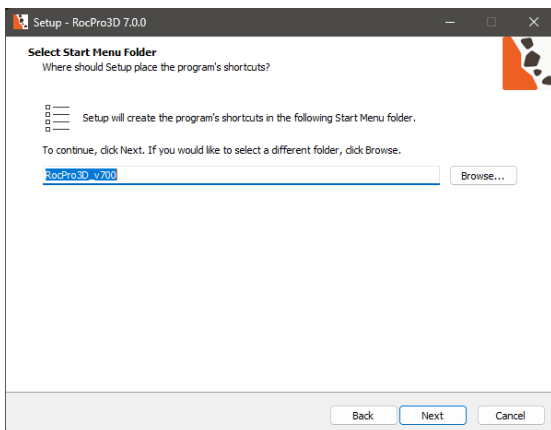 Setup - RocPro3D 7.0.0
Select Start Menu Folder
Where should Setup place the program's shortcuts?
Setup will create the program's shortcuts in the following Start Menu folder.
To continue, click Next. If you would like to select a different folder, click Browse.
RocPro3D_v700
Browse...
Back
Next
Cancel